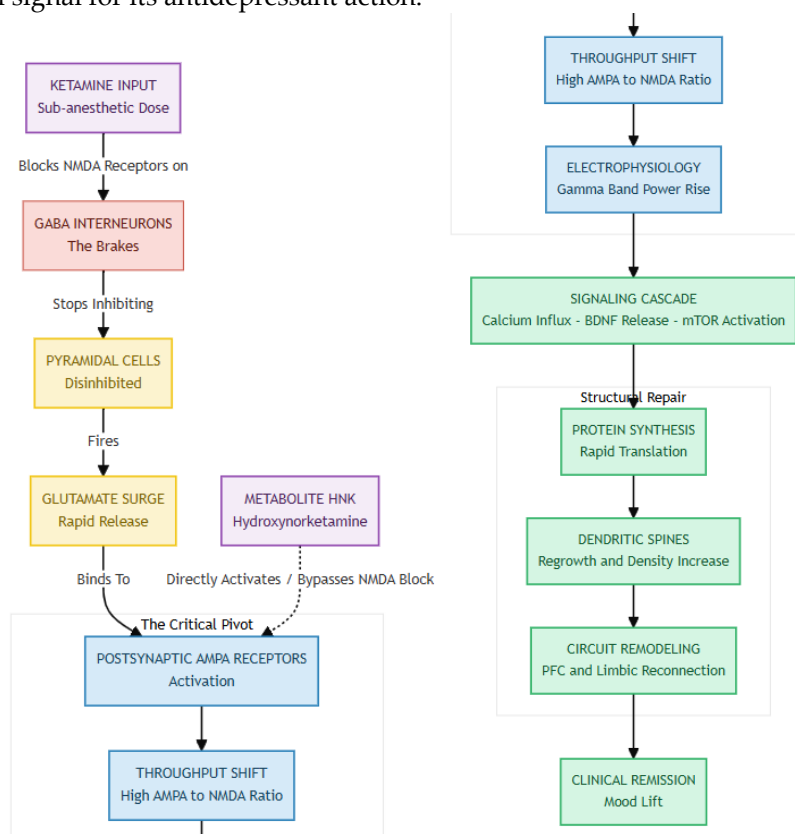 signal for its antidepressant action.
KETAMINE INPUT
Sub-anesthetic Dose
Blocks NMDA Receptors on
GABA INTERNEURONS
The Brakes
Stops Inhibiting
PYRAMIDAL CELLS
Disinhibited
Fires
GLUTAMATE SURGE
Rapid Release
METABOLITE HNK
Hydroxynorketamine
Binds To
Directly Activates / Bypasses NMDA Block
The Critical Pivot
POSTSYNAPTIC AMPA RECEPTORS
Activation
THROUGHPUT SHIFT
High AMPA to NMDA Ratio
THROUGHPUT SHIFT
High AMPA to NMDA Ratio
ELECTROPHYSIOLOGY
Gamma Band Power Rise
SIGNALING CASCADE
Calcium Influx - BDNF Release - mTOR Activation
Structural Repair
PROTEIN SYNTHESIS
Rapid Translation
DENDRITIC SPINES
Regrowth and Density Increase
CIRCUIT REMODELING
PFC and Limbic Reconnection
CLINICAL REMISSION
Mood Lift